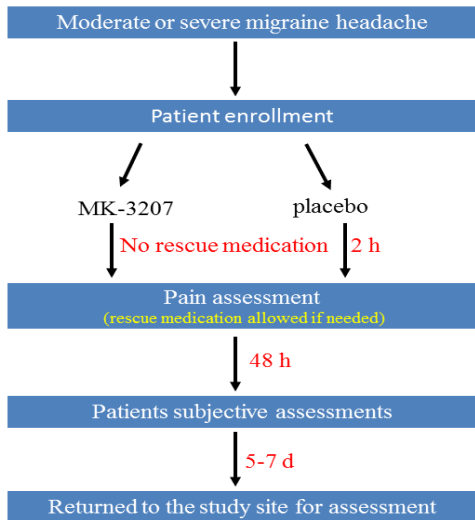 Moderate or severe migraine headache
Patient enrollment
MK-3207
placebo
No rescue medication
2 h
Pain assessment
(rescue medication allowed if needed)
48 h
Patients subjective assessments
5-7 d
Returned to the study site for assessment